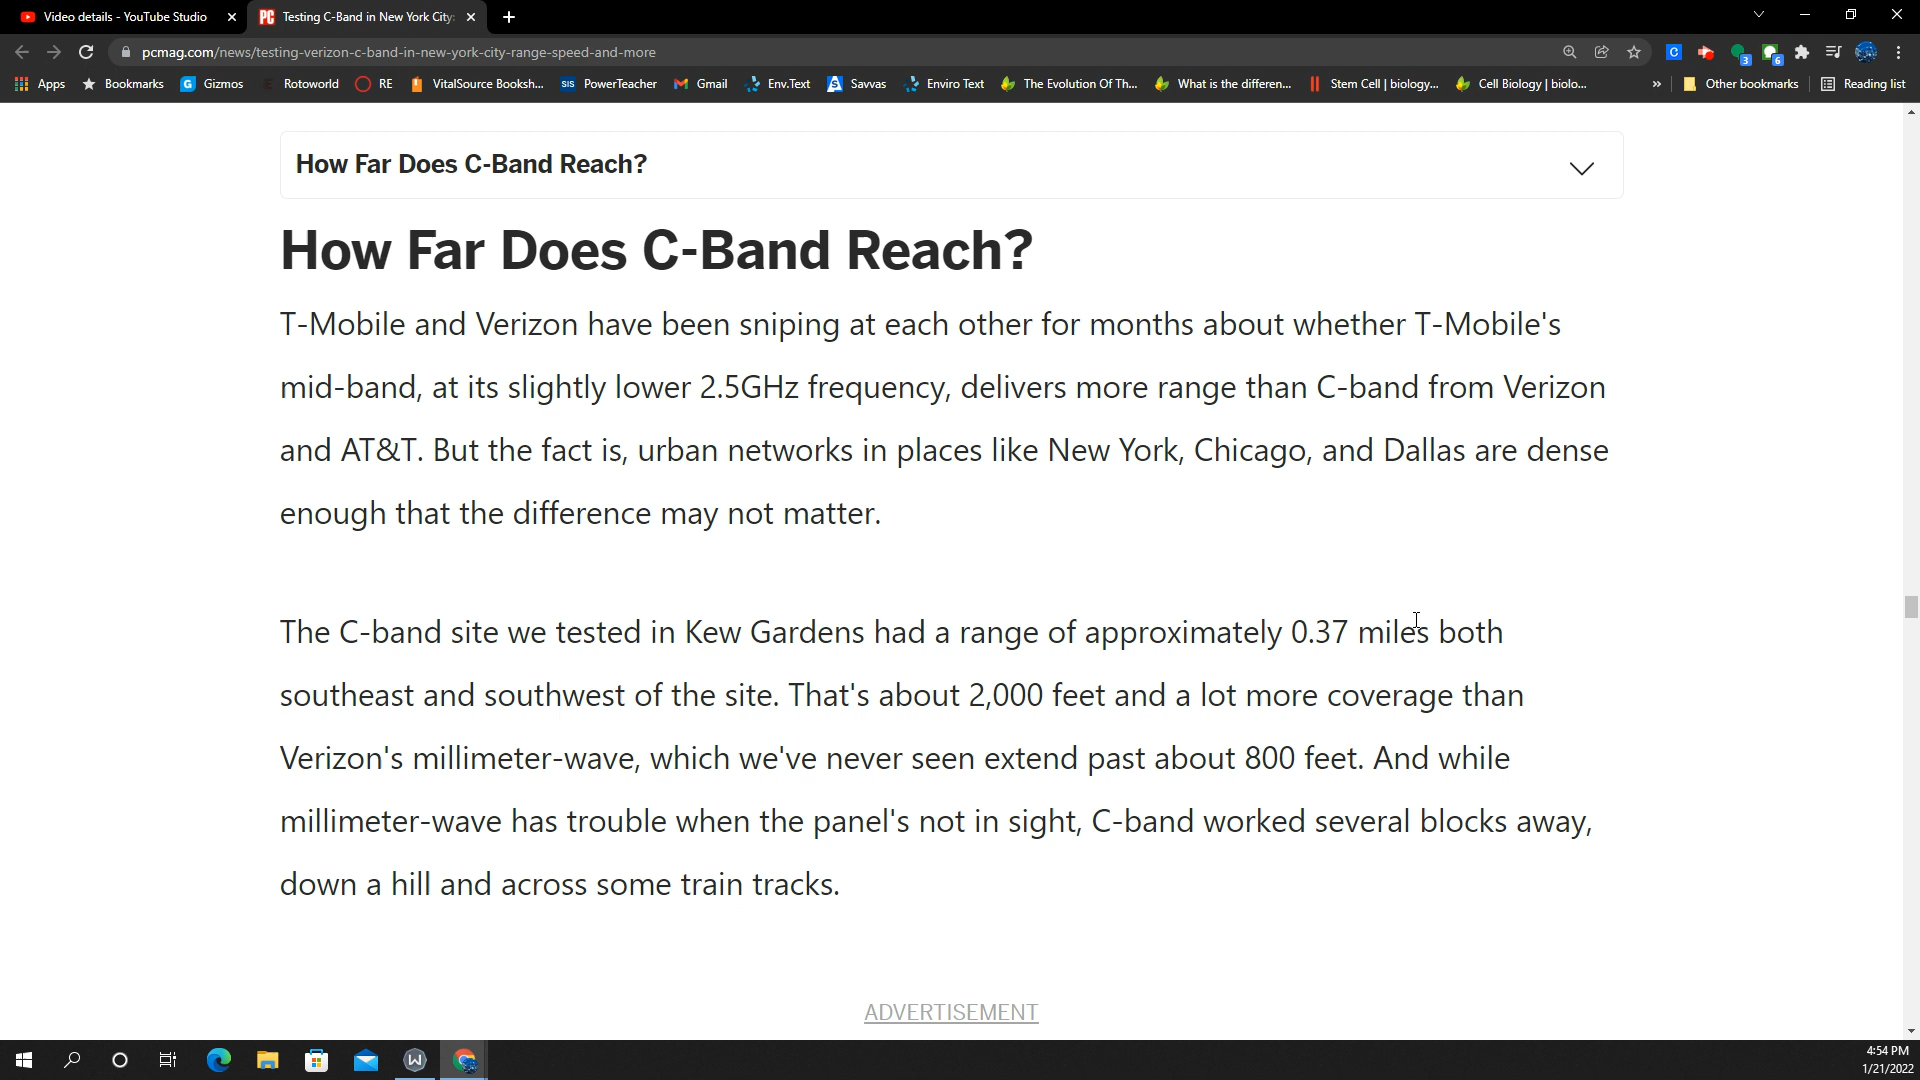 Video details - YouTube Studio
Testing C-Band in New York City:
pcmag.com/news/testing-verizon-c-band-in-new-york-city-range-speed-and-more
3
6
Apps Bookmarks Gizmos Rotoworld RE VitalSource Booksh... PowerTeacher Gmail Env.Text Savvas Enviro Text The Evolution Of Th... What is the differen... Stem Cell | biology... Cell Biology | biolo... » Other bookmarks Reading list
How Far Does C-Band Reach?
How Far Does C-Band Reach?
T-Mobile and Verizon have been sniping at each other for months about whether T-Mobile's
mid-band, at its slightly lower 2.5GHz frequency, delivers more range than C-band from Verizon
and AT&T. But the fact is, urban networks in places like New York, Chicago, and Dallas are dense
enough that the difference may not matter.
The C-band site we tested in Kew Gardens had a range of approximately 0.37 miles both
southeast and southwest of the site. That's about 2,000 feet and a lot more coverage than
Verizon's millimeter-wave, which we've never seen extend past about 800 feet. And while
millimeter-wave has trouble when the panel's not in sight, C-band worked several blocks away,
down a hill and across some train tracks.
ADVERTISEMENT
4:54 PM
1/21/2022